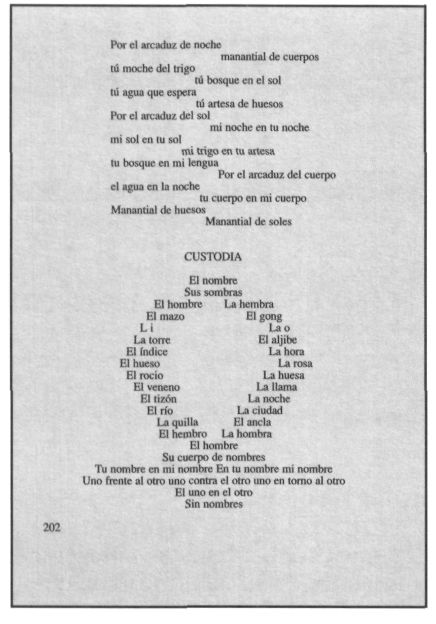 Por el arcaduz de noche
manantial de cuerpos
tú moche del trigo
tú bosque en el sol
tú agua que espera
tú artesa de huesos
Por el arcaduz del sol
mi noche en tu noche
mi sol en tu sol
mi trigo en tu artesa
tu bosque en mi lengua
Por el arcaduz del cuerpo
el agua en la noche
tu cuerpo en mi cuerpo
Manantial de huesos
Manantial de soles
CUSTODIA
El nombre
Sus sombras
El hombre La hembra
El mazo El gong
L i La o
La torre El aljibe
El índice La hora
El hueso La rosa
El rocío La huesa
El veneno La llama
El tizón La noche
El río La ciudad
La quilla El ancla
El hembro La hombra
El hombre
Su cuerpo de nombres
Tu nombre en mi nombre En tu nombre mi nombre
Uno frente al otro uno contra el otro uno en torno al otro
El uno en el otro
Sin nombres
202